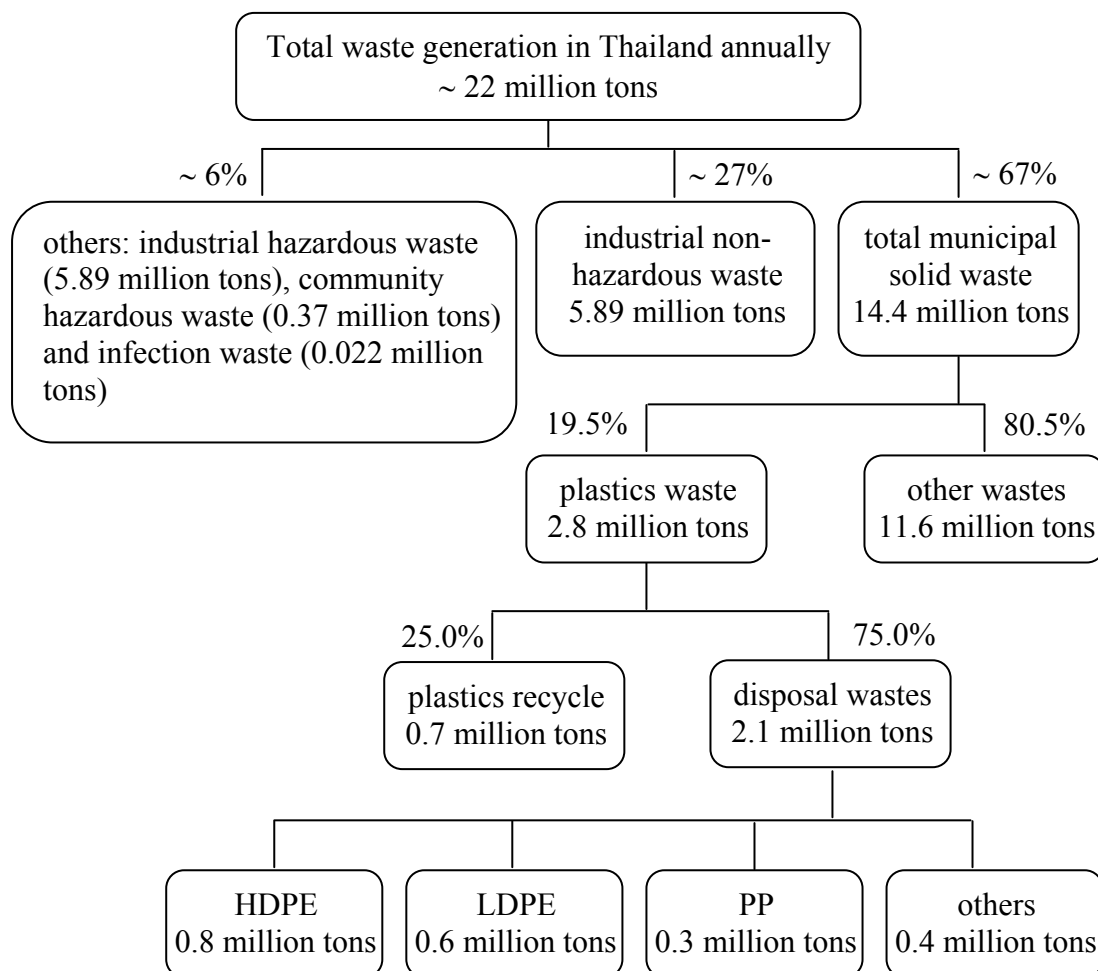 Total waste generation in Thailand annually
~ 22 million tons
~ 6%
~ 27%
~ 67%
others: industrial hazardous waste
(5.89 million tons), community
hazardous waste (0.37 million tons)
and infection waste (0.022 million
tons)
industrial non-
hazardous waste
5.89 million tons
total municipal
solid waste
14.4 million tons
19.5%
80.5%
plastics waste
2.8 million tons
other wastes
11.6 million tons
25.0%
75.0%
plastics recycle
0.7 million tons
disposal wastes
2.1 million tons
HDPE
0.8 million tons
LDPE
0.6 million tons
PP
0.3 million tons
others
0.4 million tons